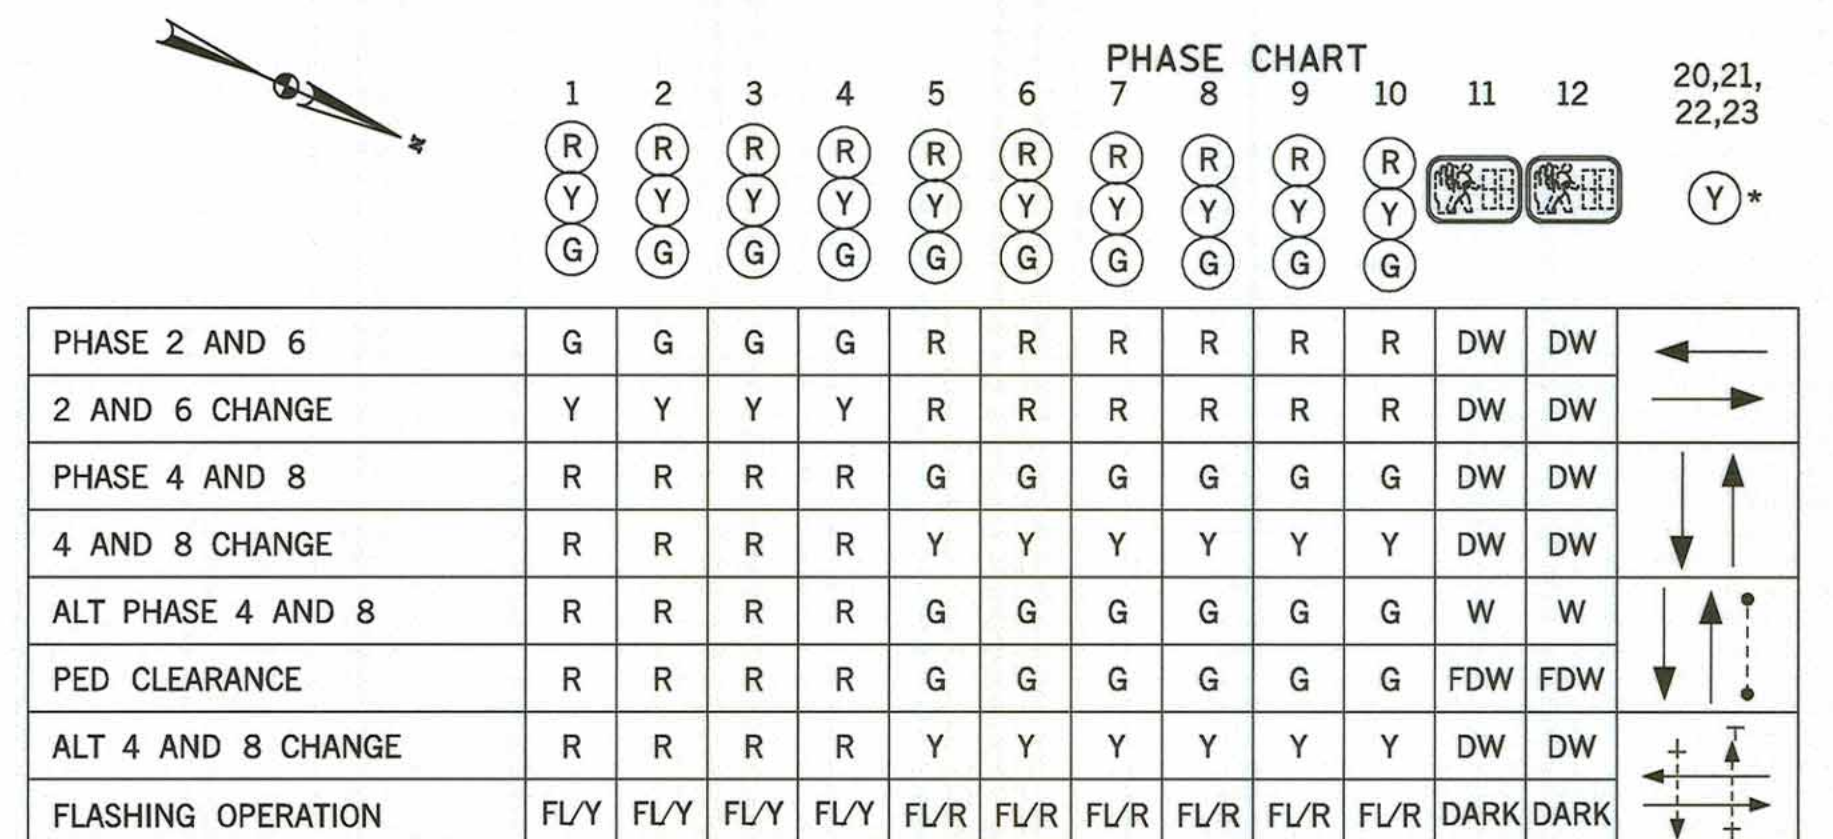 PHASE CHART
1 2 3 4 5 6 7 8 9 10 11 12 20,21,
22,23
R R R R R R R R R R
Y Y Y Y Y Y Y Y Y Y Y *
G G G G G G G G G G
N
PHASE 2 AND 6 G G G G R R R R R R DW DW
2 AND 6 CHANGE Y Y Y Y R R R R R R DW DW
PHASE 4 AND 8 R R R R G G G G G G DW DW
4 AND 8 CHANGE R R R R Y Y Y Y Y Y DW DW
ALT PHASE 4 AND 8 R R R R G G G G G G W W
PED CLEARANCE R R R R G G G G G G FDW FDW
ALT 4 AND 8 CHANGE R R R R Y Y Y Y Y Y DW DW
FLASHING OPERATION FL/Y FL/Y FL/Y FL/Y FL/R FL/R FL/R FL/R FL/R FL/R DARK DARK